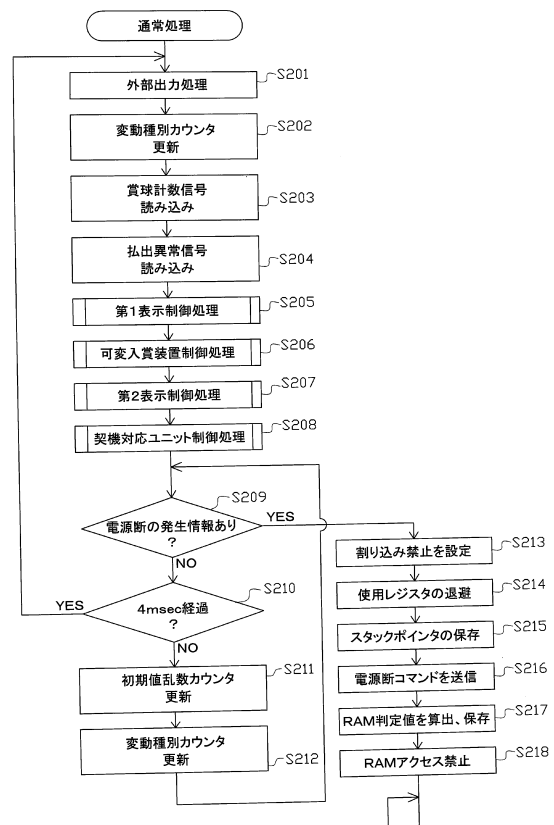 通常処理
外部出力処理
S201
変動種別カウンタ
更新
S202
賞球計数信号
読み込み
S203
払出異常信号
読み込み
S204
第1表示制御処理
S205
可変入賞装置制御処理
S206
第2表示制御処理
S207
契機対応ユニット制御処理
S208
電源断の発生情報あり
?
S209
YES
NO
4msec経過
?
S210
YES
NO
初期値乱数カウンタ
更新
S211
変動種別カウンタ
更新
S212
割り込み禁止を設定
S213
使用レジスタの退避
S214
スタックポインタの保存
S215
電源断コマンドを送信
S216
RAM判定値を算出、保存
S217
RAMアクセス禁止
S218